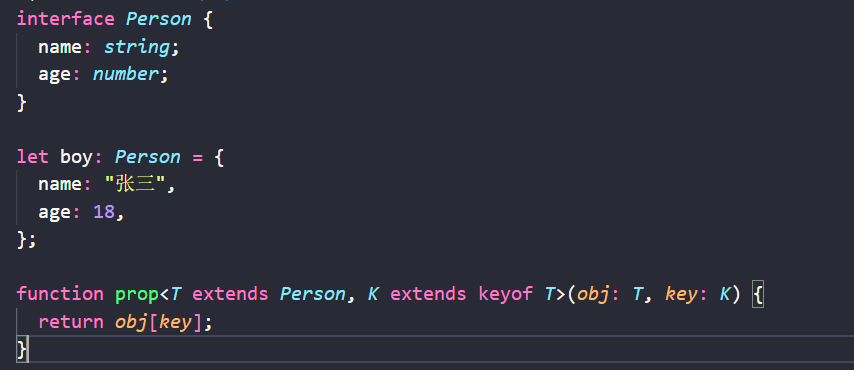 interface Person {
  name: string;
  age: number;
}
let boy: Person = {
  name: "张三",
  age: 18,
};
function prop<T extends Person, K extends keyof T>(obj: T, key: K) {
  return obj[key];
}